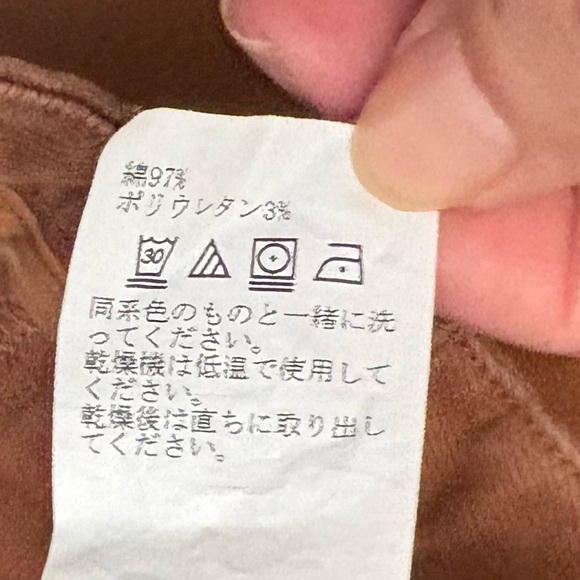 綿97%
ポリウレタン3%
30
同系色のものと一緒に洗
ってください。
乾燥機は低温で使用して
ください。
乾燥後は直ちに取り出し
てください。